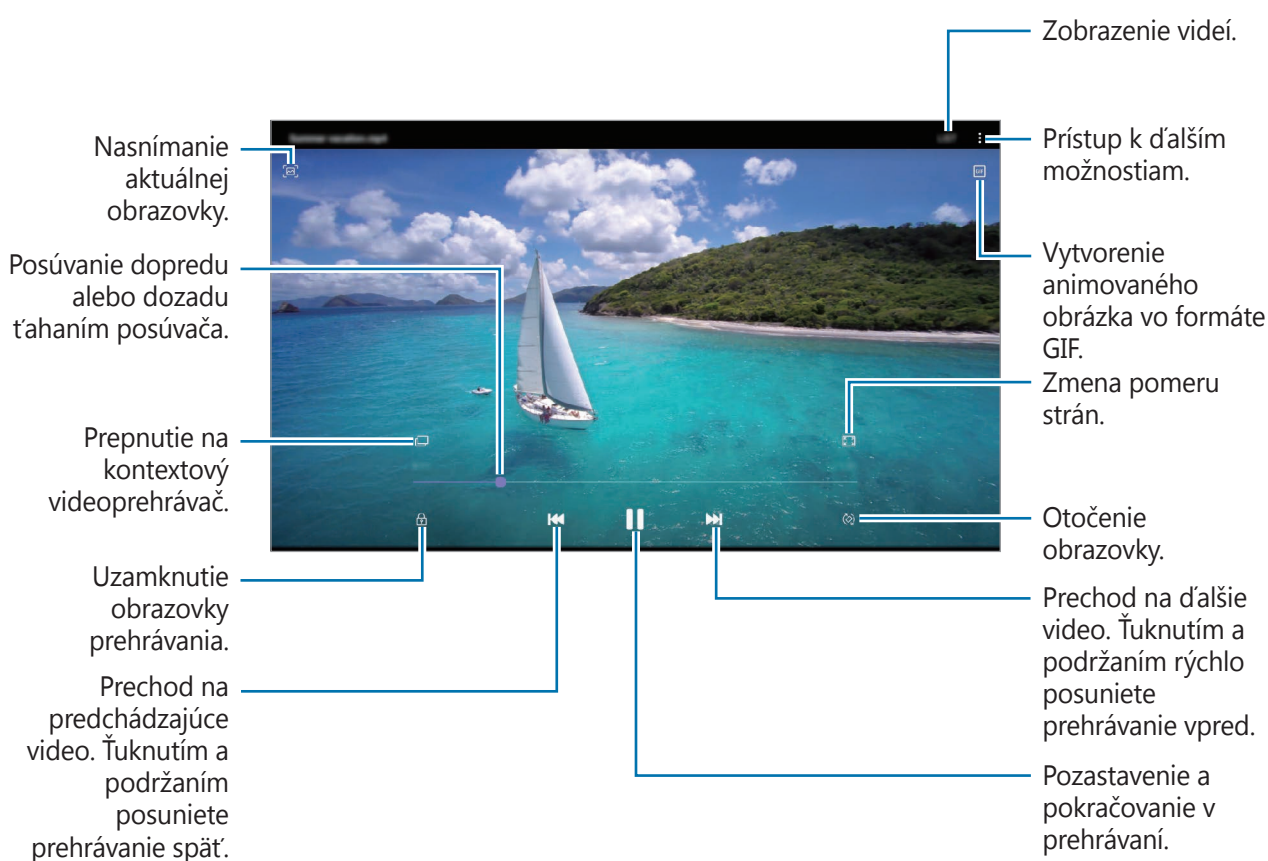 Zobrazenie videí.
Nasnímanie
aktuálnej
obrazovky.
Prístup k ďalším
možnostiam.
Posúvanie dopredu
alebo dozadu
ťahaním posúvača.
Vytvorenie
animovaného
obrázka vo formáte
GIF.
Zmena pomeru
strán.
Prepnutie na
kontextový
videoprehrávač.
Otočenie
obrazovky.
Uzamknutie
obrazovky
prehrávania.
Prechod na ďalšie
video. Ťuknutím a
podržaním rýchlo
posuniete
prehrávanie vpred.
Prechod na
predchádzajúce
video. Ťuknutím a
podržaním
posuniete
prehrávanie späť.
Pozastavenie a
pokračovanie v
prehrávaní.